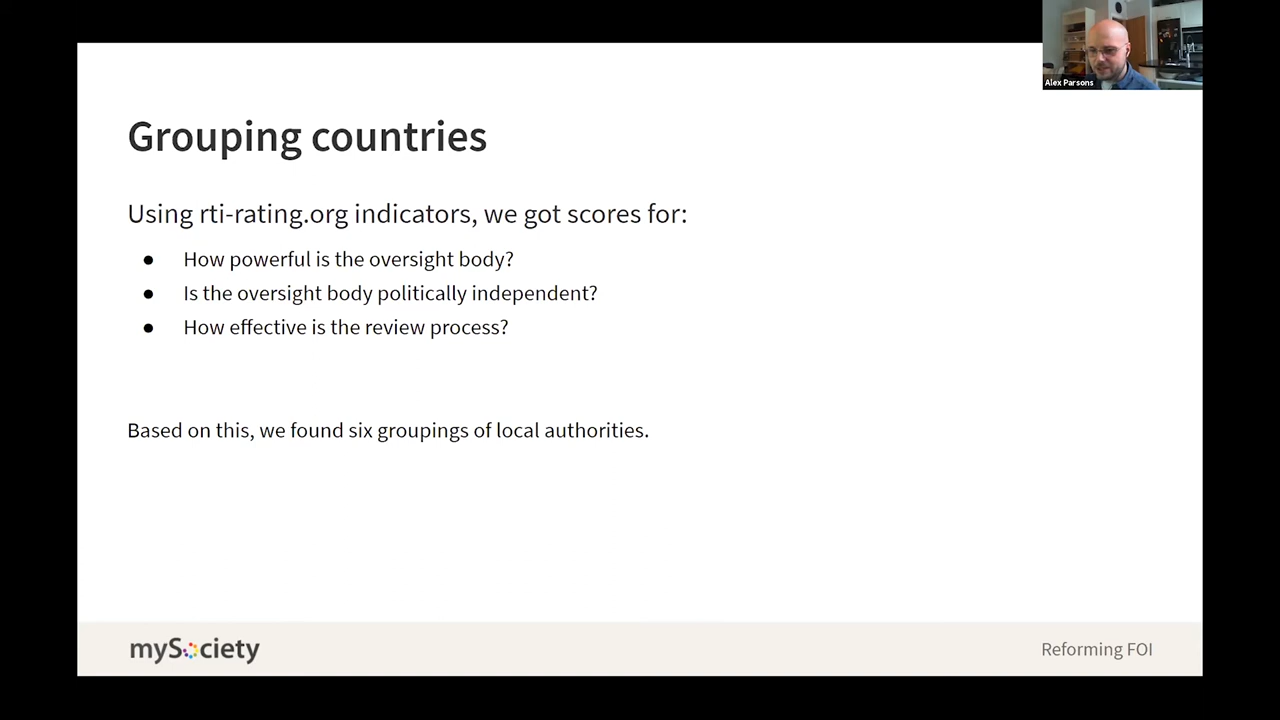 Alex Parsons
Grouping countries
Using rti-rating.org indicators, we got scores for:
● How powerful is the oversight body?
● Is the oversight body politically independent?
● How effective is the review process?
Based on this, we found six groupings of local authorities.
mySociety
Reforming FOI